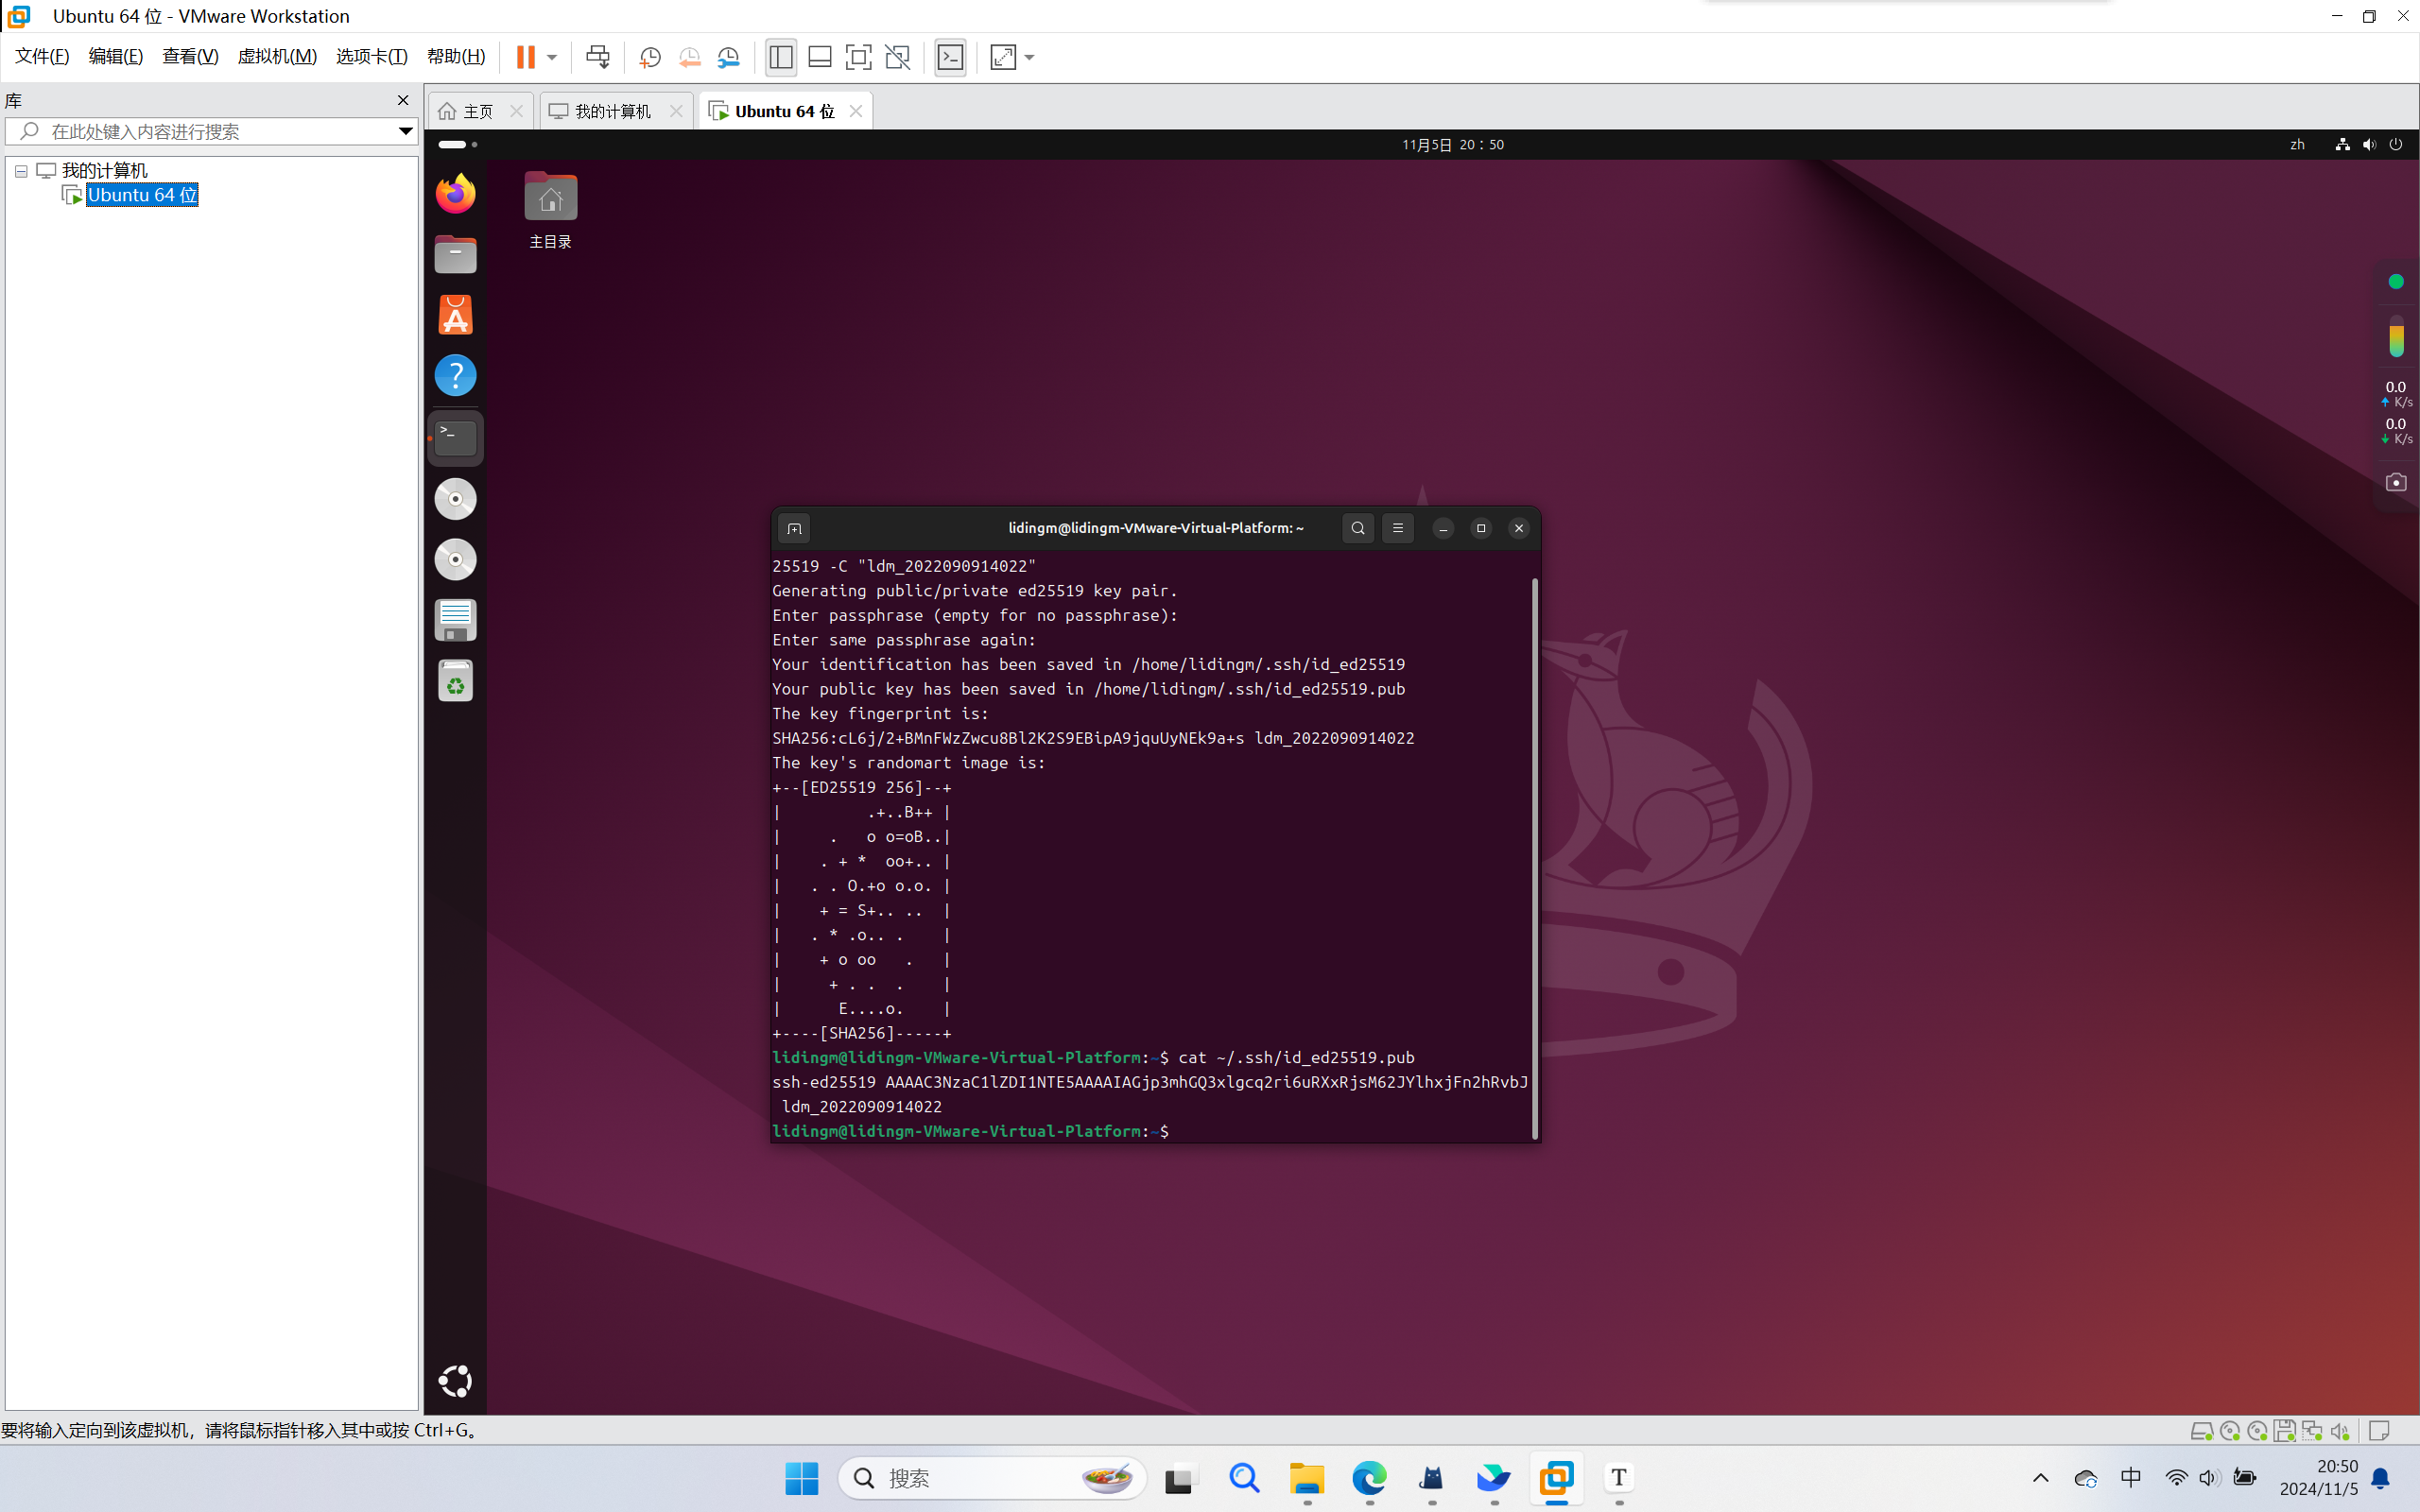 Ubuntu 64 位 - VMware Workstation
文件(F) 编辑(E) 查看(V) 虚拟机(M) 选项卡(T) 帮助(H)
库
在此处键入内容进行搜索
我的计算机
Ubuntu 64 位
主页 我的计算机 Ubuntu 64 位
11月5日 20：50
zh
主目录
0.0
K/s
0.0
K/s
lidingm@lidingm-VMware-Virtual-Platform: ~
25519 -C "ldm_2022090914022"
Generating public/private ed25519 key pair.
Enter passphrase (empty for no passphrase):
Enter same passphrase again:
Your identification has been saved in /home/lidingm/.ssh/id_ed25519
Your public key has been saved in /home/lidingm/.ssh/id_ed25519.pub
The key fingerprint is:
SHA256:cL6j/2+BMnFWzZwcu8Bl2K2S9EBipA9jquUyNEk9a+s ldm_2022090914022
The key's randomart image is:
+--[ED25519 256]--+
|         .+..B++ |
|     .   o o=oB..|
|    . + *  oo+.. |
|   . . O.+o o.o. |
|    + = S+.. ..  |
|   . * .o.. .    |
|    + o oo   .   |
|     + . .  .    |
|      E....o.    |
+----[SHA256]-----+
lidingm@lidingm-VMware-Virtual-Platform:~$ cat ~/.ssh/id_ed25519.pub
ssh-ed25519 AAAAC3NzaC1lZDI1NTE5AAAAIAGjp3mhGQ3xlgcq2ri6uRXxRjsM62JYlhxjFn2hRvbJ
ldm_2022090914022
lidingm@lidingm-VMware-Virtual-Platform:~$
要将输入定向到该虚拟机，请将鼠标指针移入其中或按 Ctrl+G。
搜索
中
20:50
2024/11/5